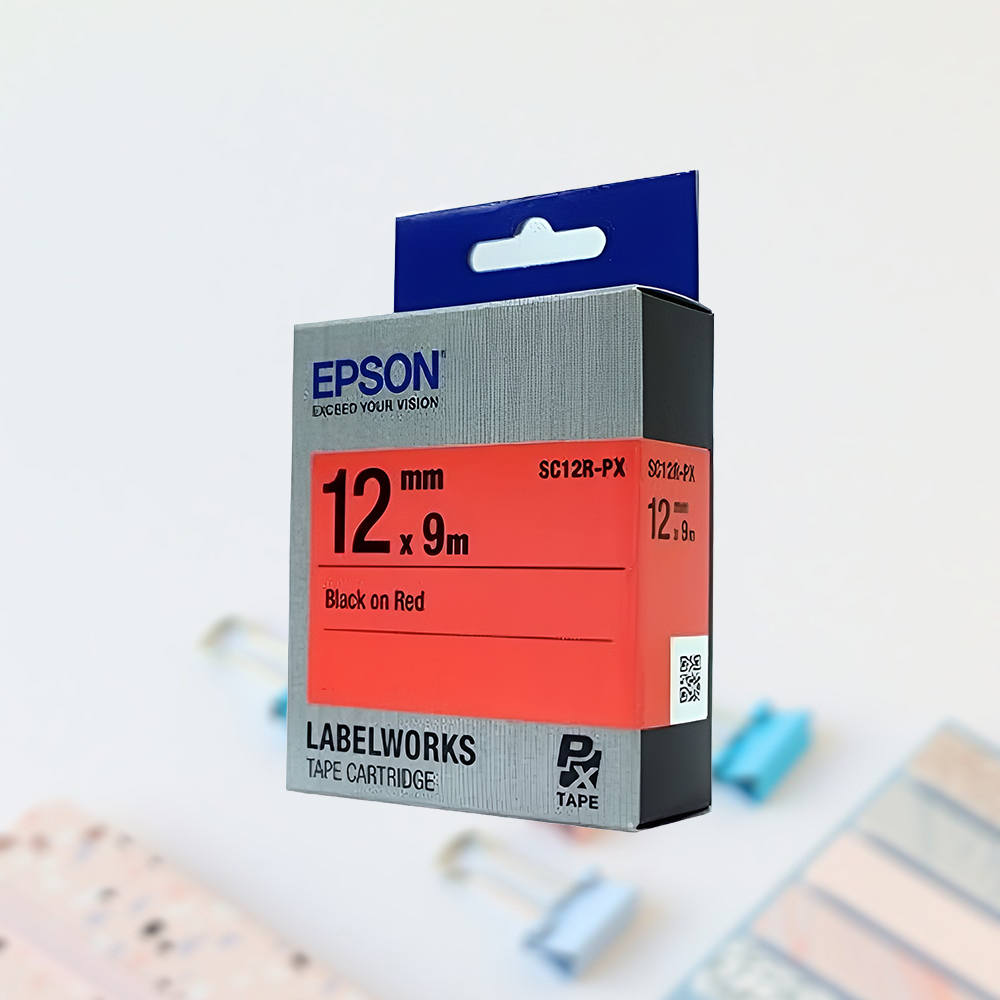 EPSON
EXCEED YOUR VISION
12 mm x 9m
SC12R-PX
Black on Red
LABELWORKS
TAPE CARTRIDGE
Px
TAPE
SC12R-PX
12
x 9m